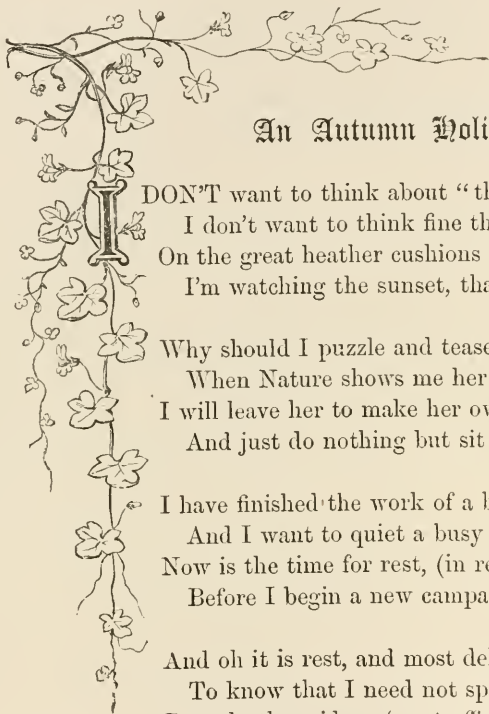 An Autumn Holi
I DON'T want to think about "th
I don't want to think fine th
On the great heather cushions
I'm watching the sunset, tha
Why should I puzzle and tease
When Nature shows me her
I will leave her to make her ow
And just do nothing but sit
I have finished the work of a b
And I want to quiet a busy
Now is the time for rest, (in re
Before I begin a new campa
And oh it is rest, and most del
To know that I need not sp